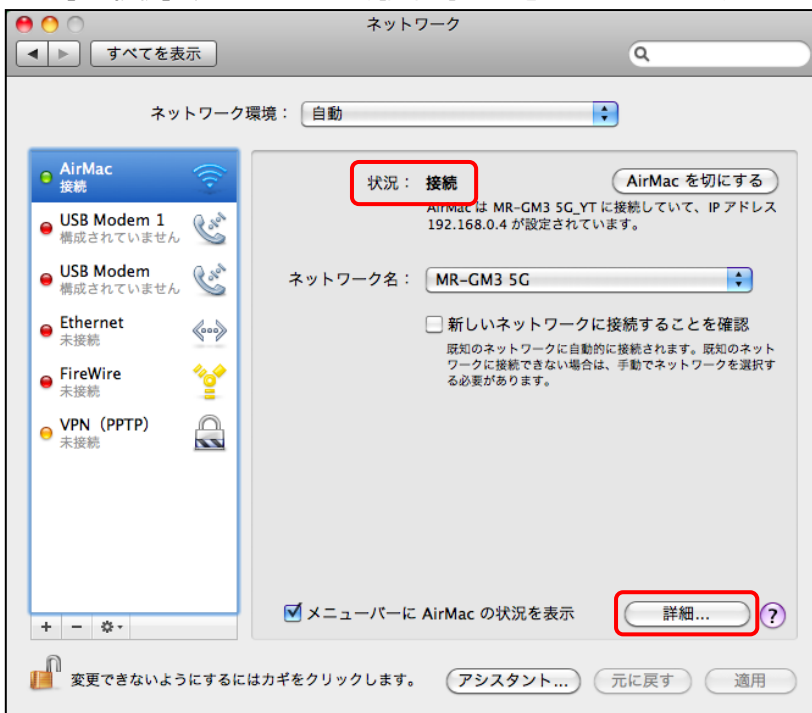 ネットワーク
すべてを表示
ネットワーク環境： 自動
AirMac
接続
USB Modem 1
構成されていません
USB Modem
構成されていません
Ethernet
未接続
FireWire
未接続
VPN（PPTP）
未接続
状況： 接続
AirMac を切にする
AirMac は MR-GM3 5G_YT に接続していて、IP アドレス
192.168.0.4 が設定されています。
ネットワーク名： MR-GM3 5G
新しいネットワークに接続することを確認
既知のネットワークに自動的に接続されます。既知のネット
ワークに接続できない場合は、手動でネットワークを選択す
る必要があります。
メニューバーに AirMac の状況を表示
詳細...
?
+ −
変更できないようにするにはカギをクリックします。
アシスタント...
元に戻す
適用